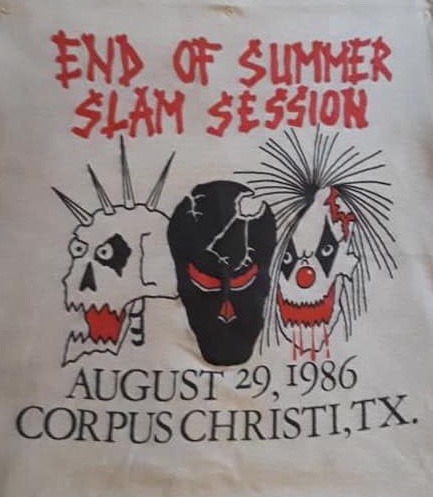 END OF SUMMER
SLAM SESSION
AUGUST 29, 1986
CORPUS CHRISTI, TX.